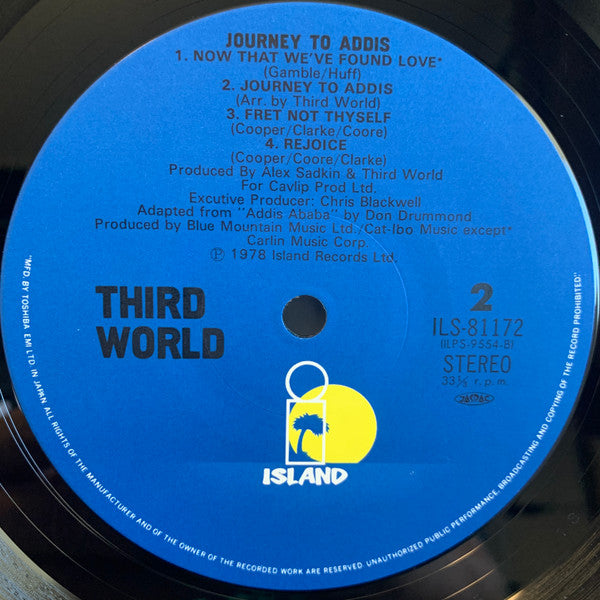 JOURNEY TO ADDIS
1. NOW THAT WE'VE FOUND LOVE*
(Gamble/Huff)
2. JOURNEY TO ADDIS
(Arr. by Third World)
3. FRET NOT THYSELF
(Cooper/Clarke/Coore)
4. REJOICE
(Cooper/Coore/Clarke)
Produced by Alex Sadkin & Third World
For Cavlip Prod Ltd.
Excutive Producer: Chris Blackwell
Adapted from "Addis Ababa" by Don Drummond
Produced by Blue Mountain Music Ltd./Cat-Ibo Music except*
Carlin Music Corp.
Ⓟ 1978 Island Records Ltd.
THIRD
WORLD
2
ILS-81172
(ILPS-9554-B)
STEREO
33⅓ r.p.m.
JASRAC
i
ISLAND
"MFD. BY TOSHIBA EMI LTD. IN JAPAN ALL RIGHTS OF THE MANUFACTURER AND OF THE OWNER OF THE RECORDED WORK ARE RESERVED. UNAUTHORIZED PUBLIC PERFORMANCE, BROADCASTING AND COPYING OF THE RECORD PROHIBITED."